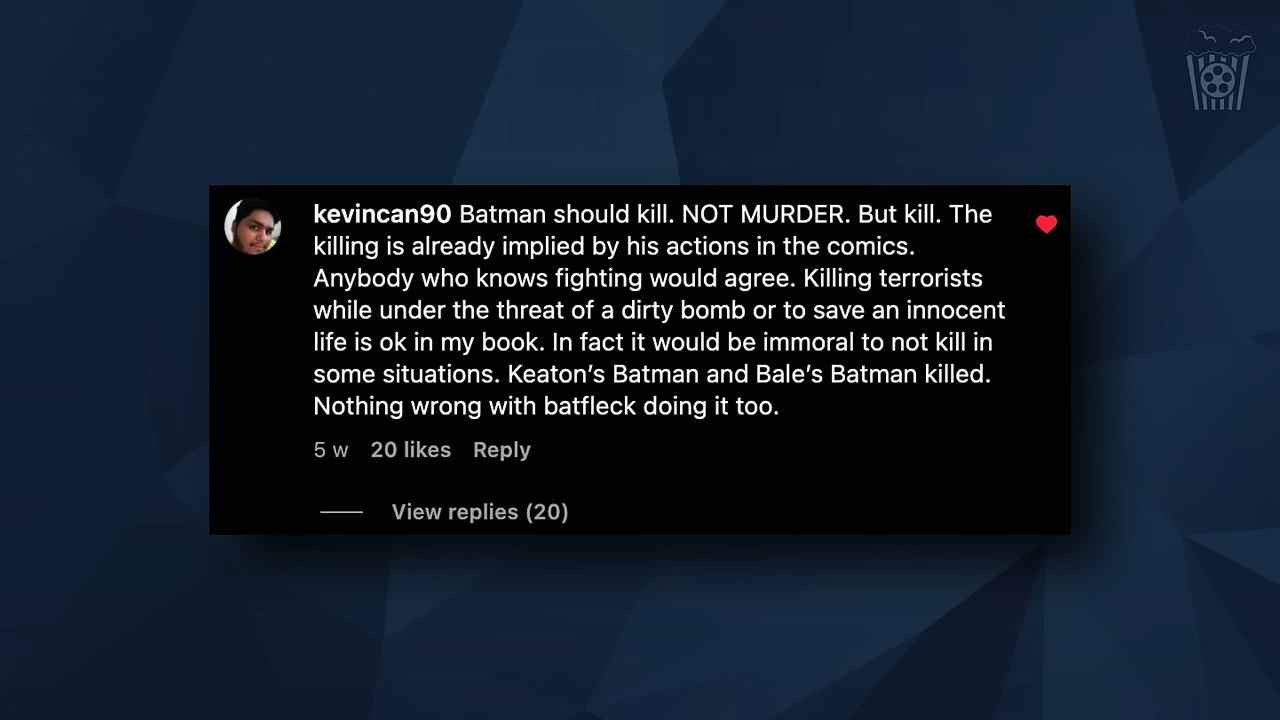 kevincan90 Batman should kill. NOT MURDER. But kill. The
killing is already implied by his actions in the comics.
Anybody who knows fighting would agree. Killing terrorists
while under the threat of a dirty bomb or to save an innocent
life is ok in my book. In fact it would be immoral to not kill in
some situations. Keaton’s Batman and Bale’s Batman killed.
Nothing wrong with batfleck doing it too.
5 w 20 likes Reply
View replies (20)